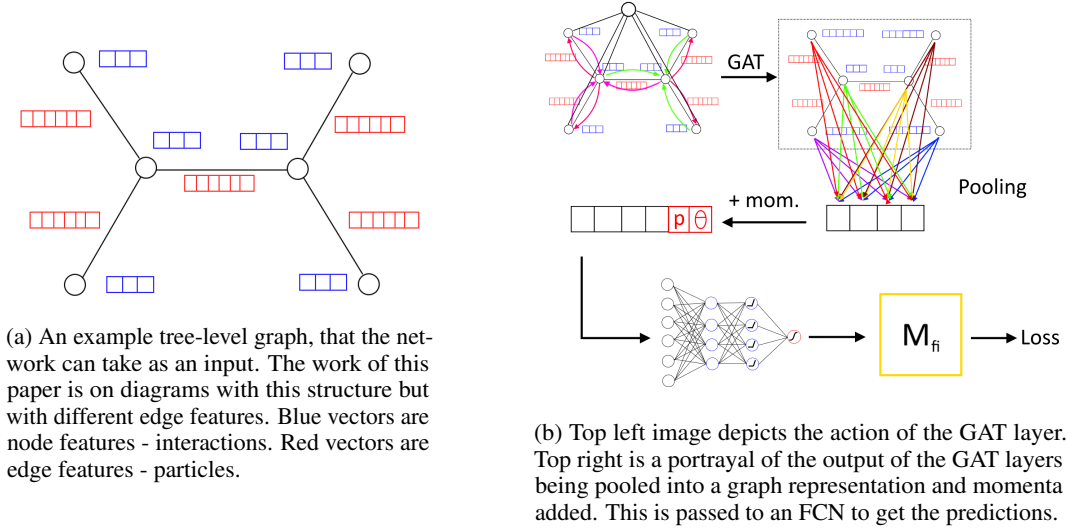 GAT
Pooling
+ mom.
p θ
M_fi
Loss
(a) An example tree-level graph, that the net-
work can take as an input. The work of this
paper is on diagrams with this structure but
with different edge features. Blue vectors are
node features - interactions. Red vectors are
edge features - particles.
(b) Top left image depicts the action of the GAT layer.
Top right is a portrayal of the output of the GAT layers
being pooled into a graph representation and momenta
added. This is passed to an FCN to get the predictions.